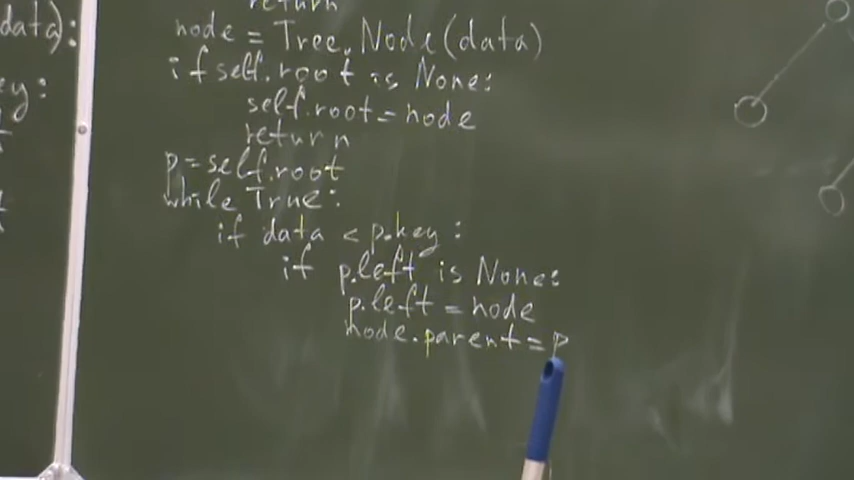 data):
return
node = Tree.Node(data)
if self.root is None:
self.root = node
return
p = self.root
while True:
if data < p.key:
if p.left is None:
p.left = node
node.parent = p